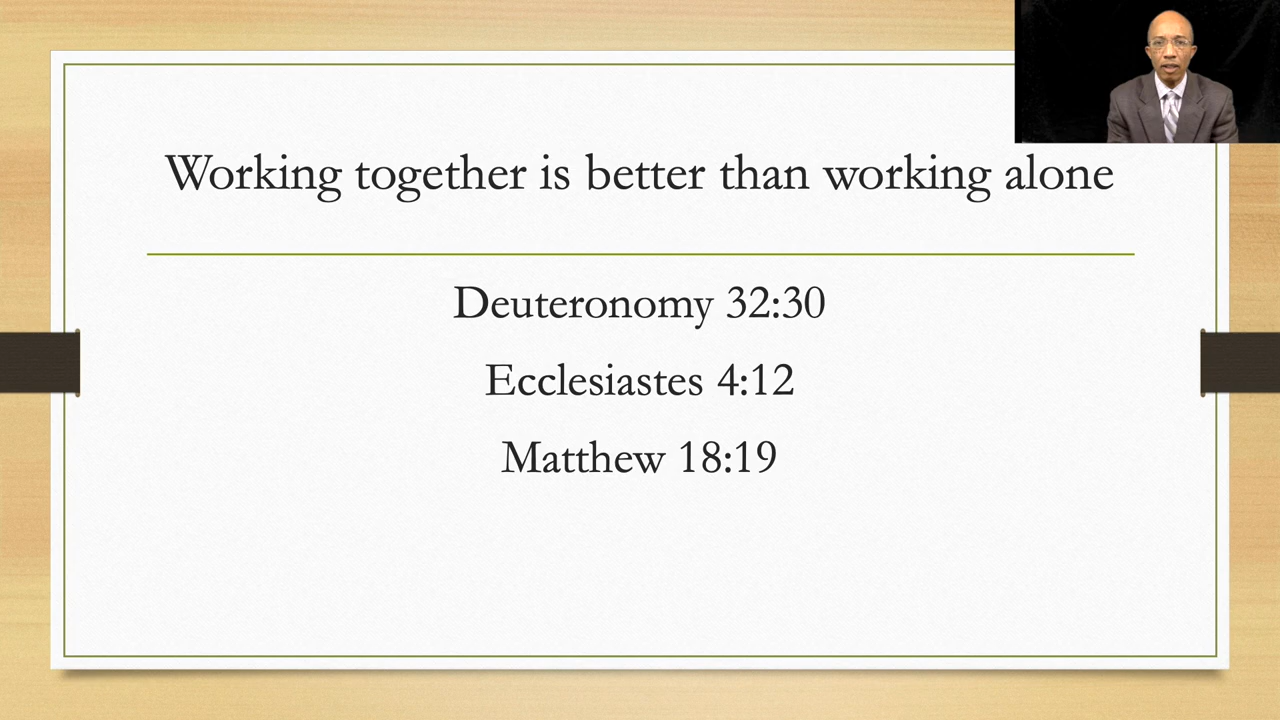 Working together is better than working alone
Deuteronomy 32:30
Ecclesiastes 4:12
Matthew 18:19